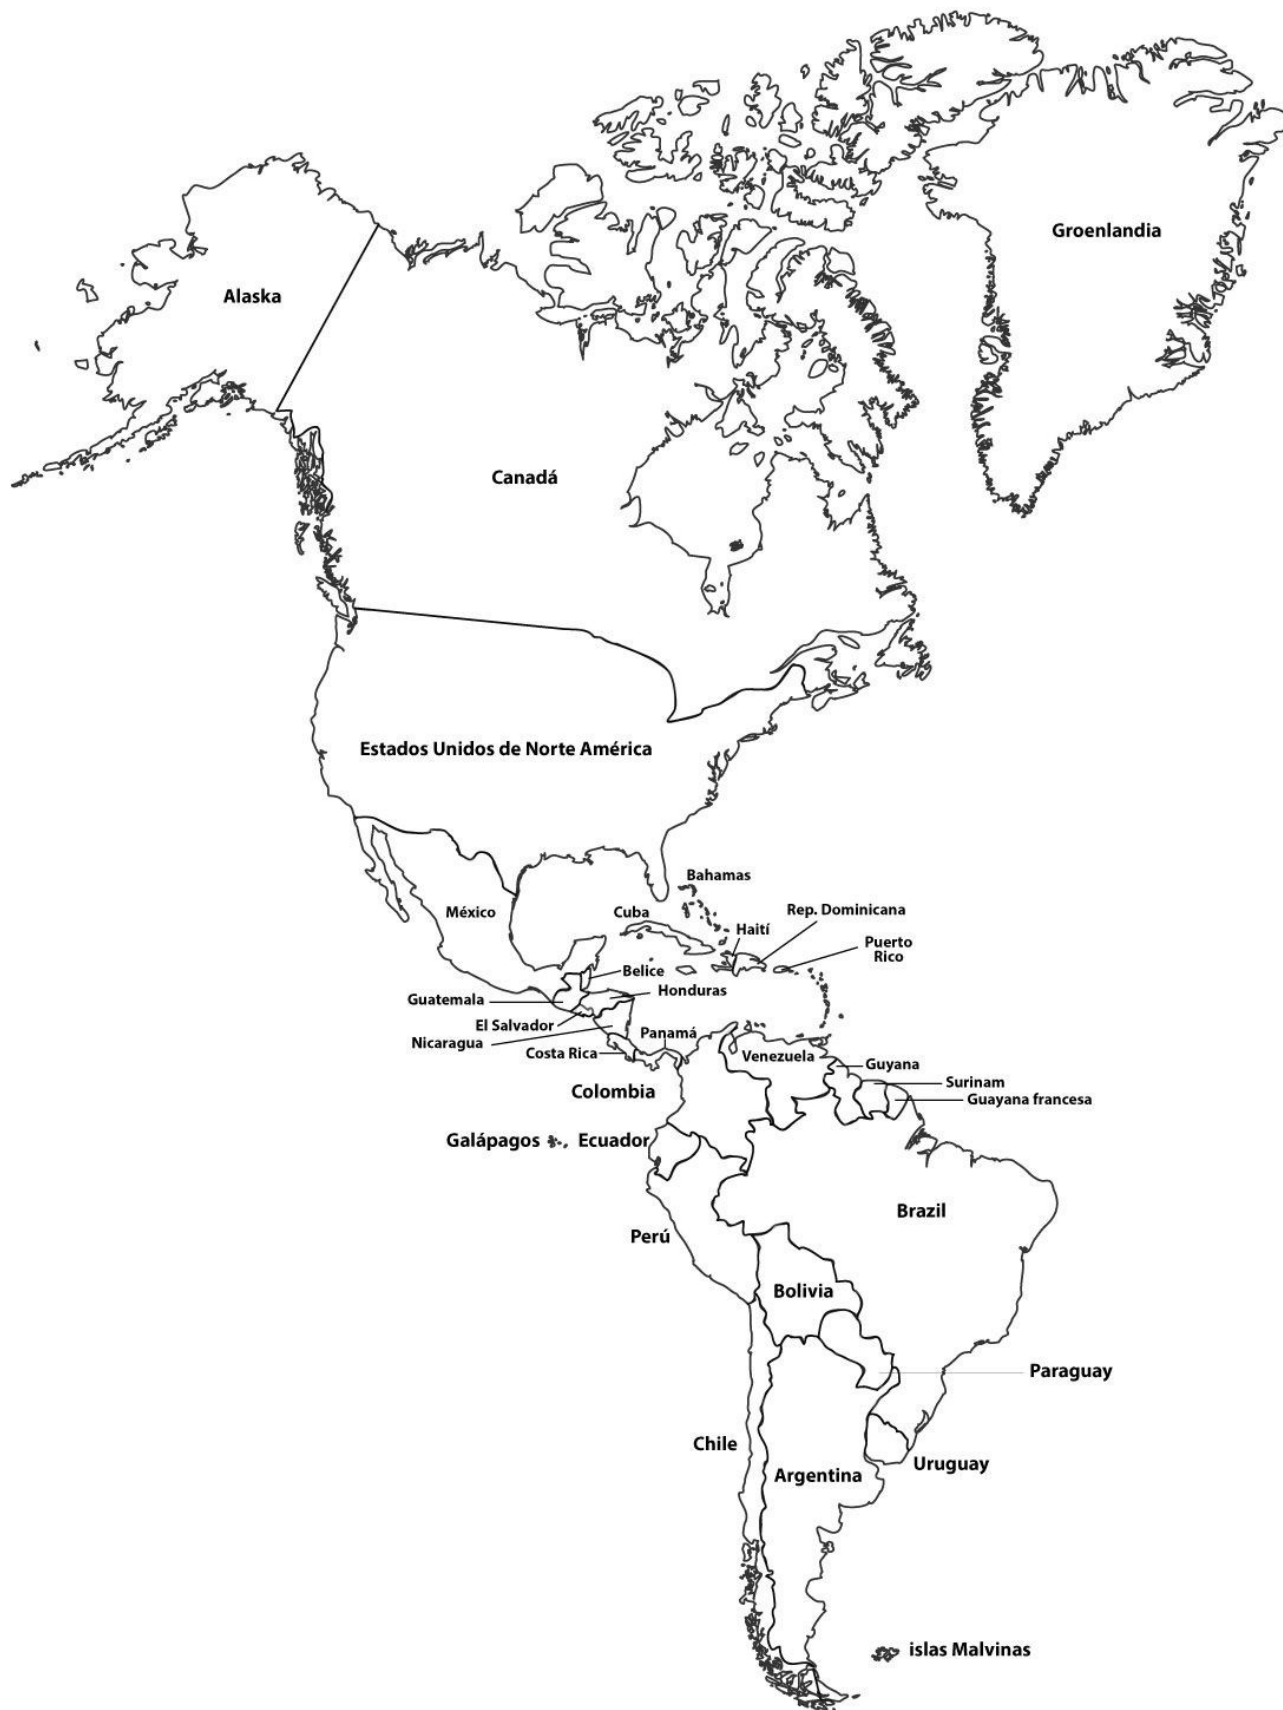 Groenlandia
Alaska
Canadá
Estados Unidos de Norte América
Bahamas
México
Cuba
Rep. Dominicana
Haití
Puerto
Rico
Belice
Honduras
Guatemala
El Salvador
Nicaragua
Panamá
Costa Rica
Venezuela
Guyana
Surinam
Colombia
Guayana francesa
Galápagos
Ecuador
Brazil
Perú
Bolivia
Paraguay
Chile
Uruguay
Argentina
islas Malvinas